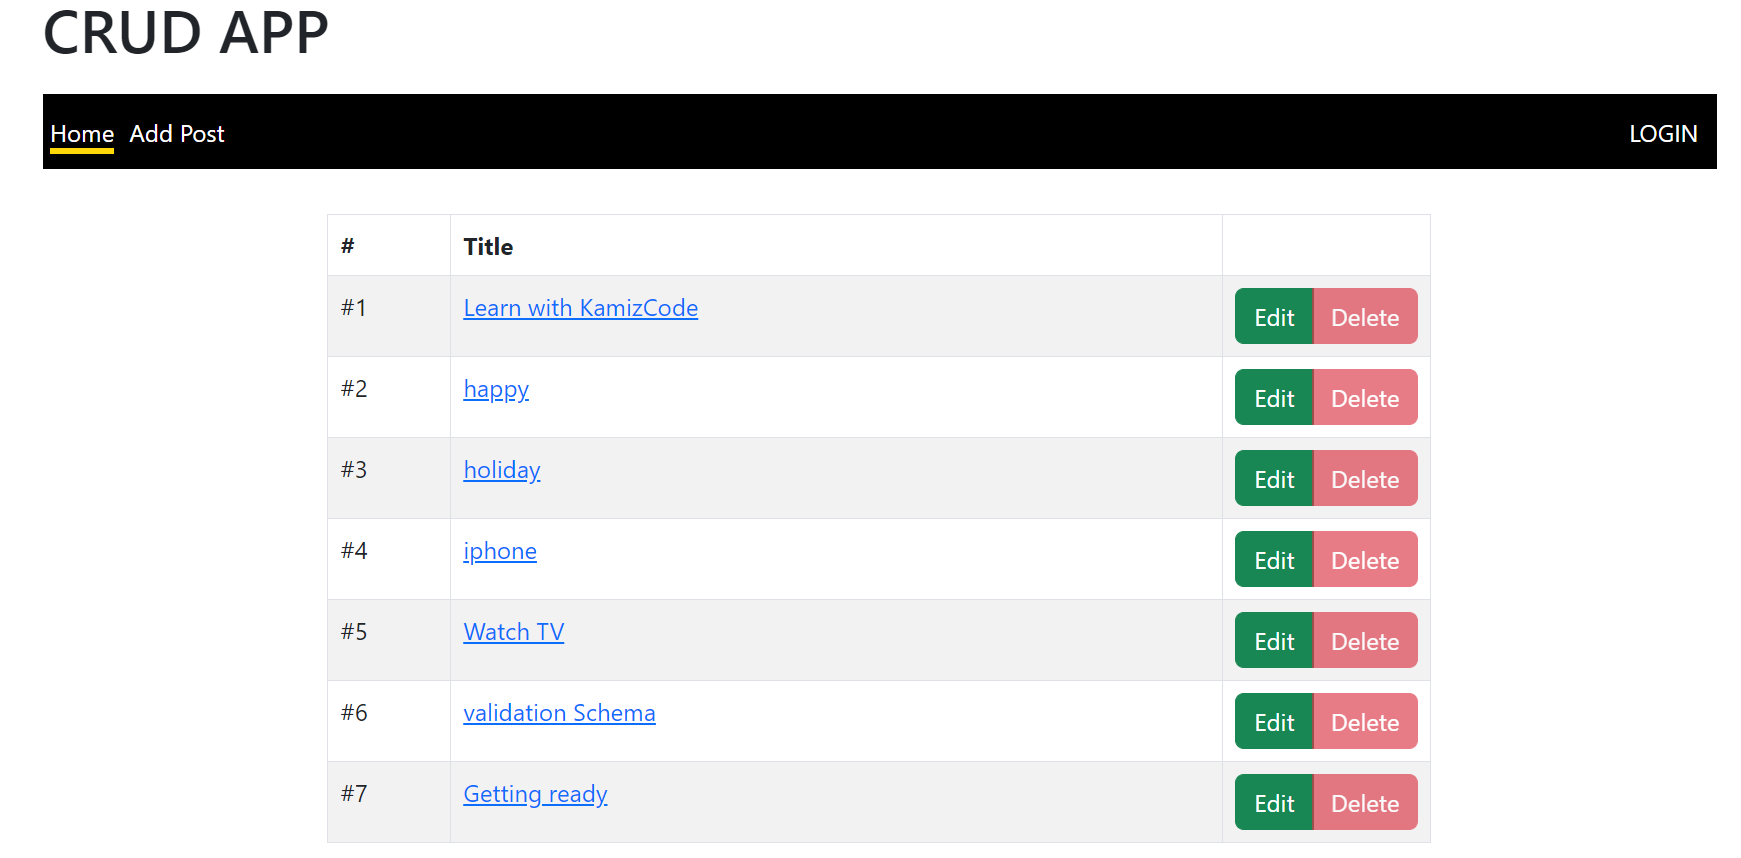 CRUD APP
Home Add Post LOGIN
# Title
#1 Learn with KamizCode Edit Delete
#2 happy Edit Delete
#3 holiday Edit Delete
#4 iphone Edit Delete
#5 Watch TV Edit Delete
#6 validation Schema Edit Delete
#7 Getting ready Edit Delete